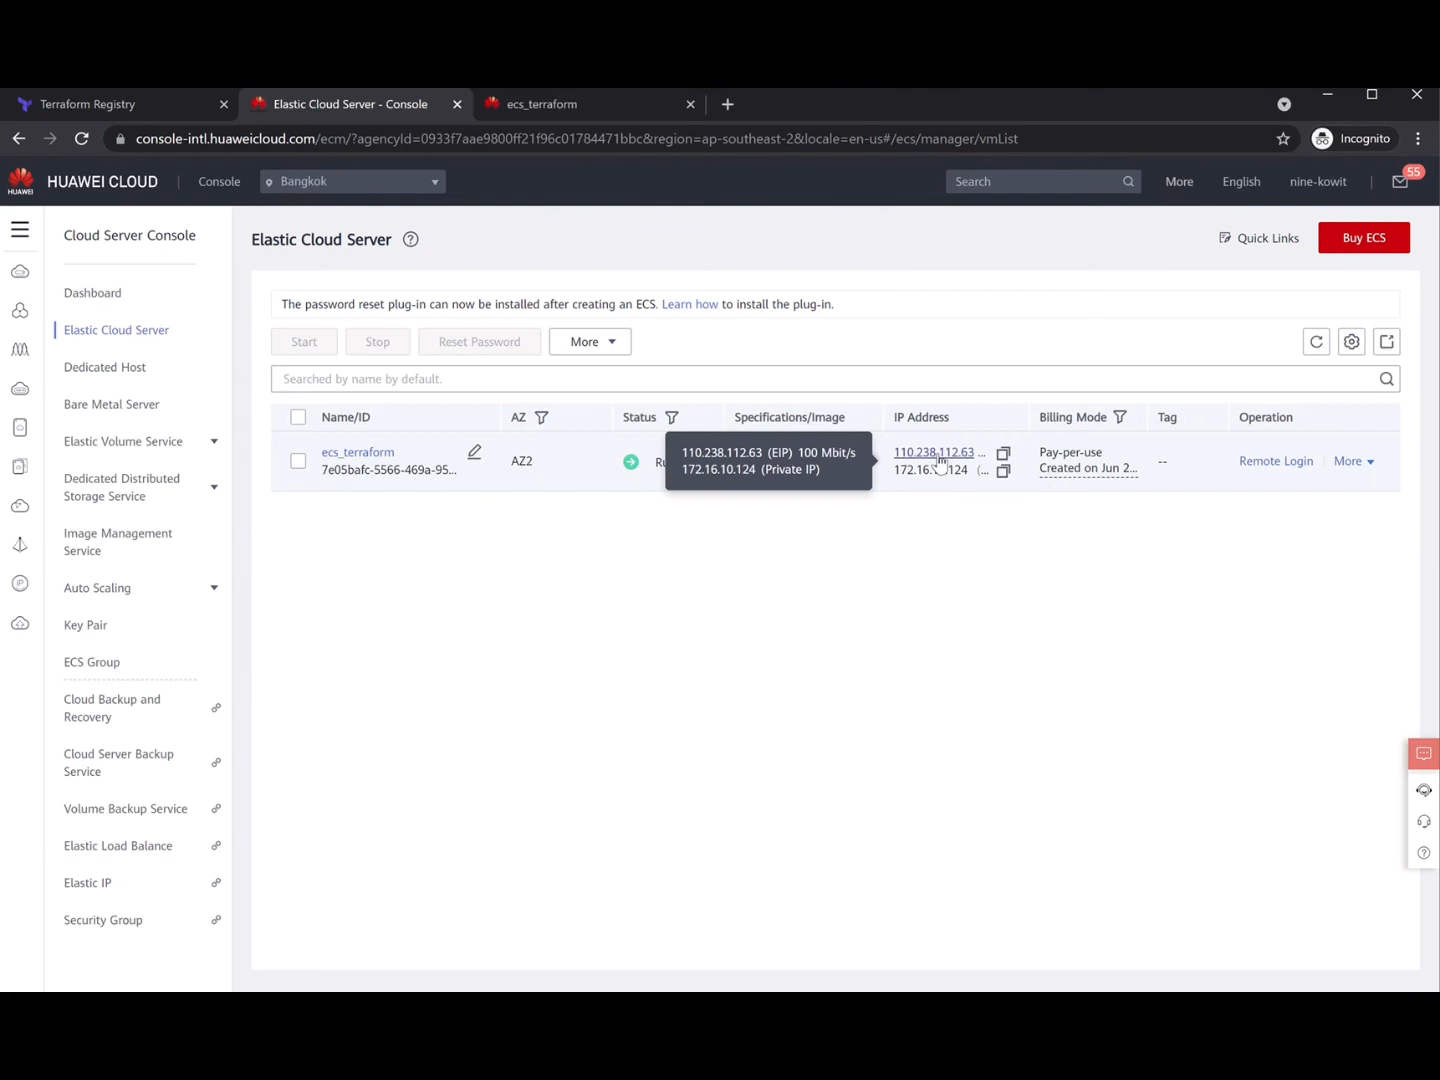 Terraform Registry
Elastic Cloud Server - Console
ecs_terraform
console-intl.huaweicloud.com/ecm/?agencyId=0933f7aae9800ff21f96c01784471bbc&region=ap-southeast-2&locale=en-us#/ecs/manager/vmList
Incognito
HUAWEI
HUAWEI CLOUD
Console
Bangkok
Search
More
English
nine-kowit
55
Cloud Server Console
Dashboard
Elastic Cloud Server
Dedicated Host
Bare Metal Server
Elastic Volume Service
Dedicated Distributed
Storage Service
Image Management
Service
Auto Scaling
Key Pair
ECS Group
Cloud Backup and
Recovery
Cloud Server Backup
Service
Volume Backup Service
Elastic Load Balance
Elastic IP
Security Group
Elastic Cloud Server
Quick Links
Buy ECS
The password reset plug-in can now be installed after creating an ECS. Learn how to install the plug-in.
Start
Stop
Reset Password
More
Searched by name by default.
Name/ID
AZ
Status
Specifications/Image
IP Address
Billing Mode
Tag
Operation
ecs_terraform
7e05bafc-5566-469a-95...
AZ2
Ru
110.238.112.63 (EIP) 100 Mbit/s
172.16.10.124 (Private IP)
110.238.112.63 ...
172.16. 124 (...
Pay-per-use
Created on Jun 2...
--
Remote Login
More